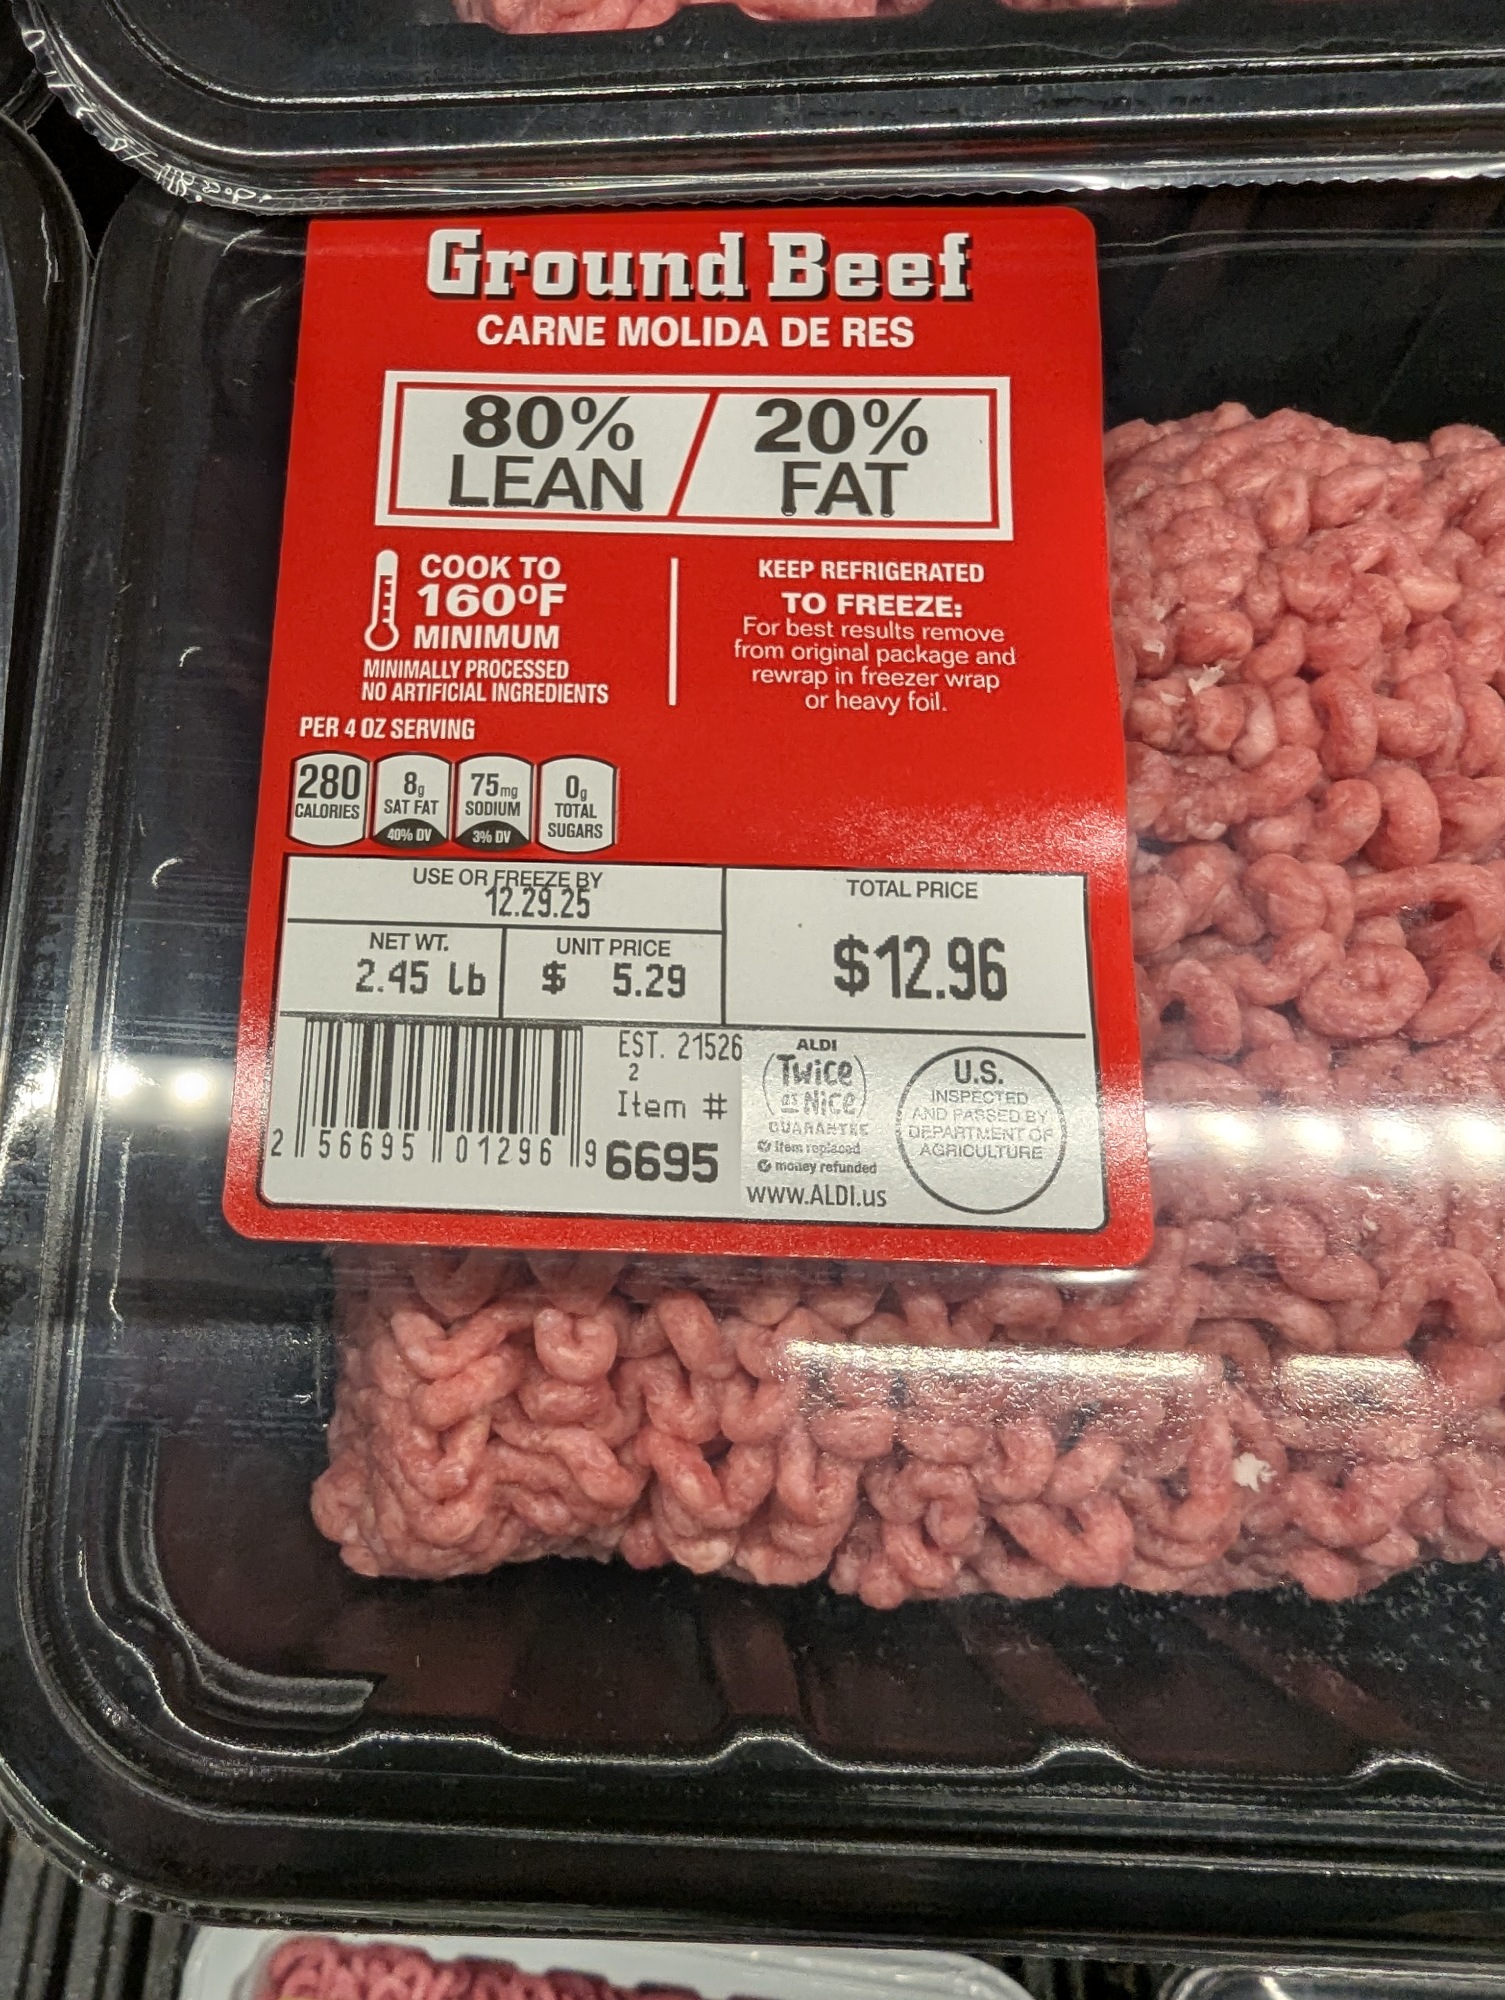 Ground Beef
CARNE MOLIDA DE RES
80% LEAN / 20% FAT
COOK TO
160ºF
MINIMUM
MINIMALLY PROCESSED
NO ARTIFICIAL INGREDIENTS
KEEP REFRIGERATED
TO FREEZE:
For best results remove
from original package and
rewrap in freezer wrap
or heavy foil.
PER 4 OZ SERVING
280 CALORIES
8g SAT FAT 40% DV
75mg SODIUM 3% DV
0g TOTAL SUGARS
USE OR FREEZE BY
12.29.25
NET WT.
2.45 lb
UNIT PRICE
$ 5.29
TOTAL PRICE
$12.96
2 56695 01296 9
EST. 21526
2
Item #
6695
ALDI
Twice
as Nice
GUARANTEE
item replaced
money refunded
www.ALDI.us
U.S.
INSPECTED
AND PASSED BY
DEPARTMENT OF
AGRICULTURE